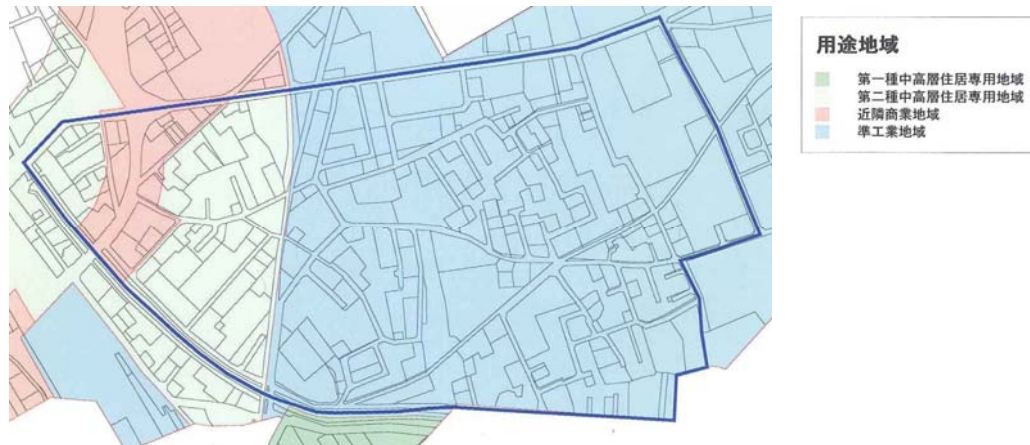 用途地域
第一種中高層住居専用地域
第二種中高層住居専用地域
近隣商業地域
準工業地域